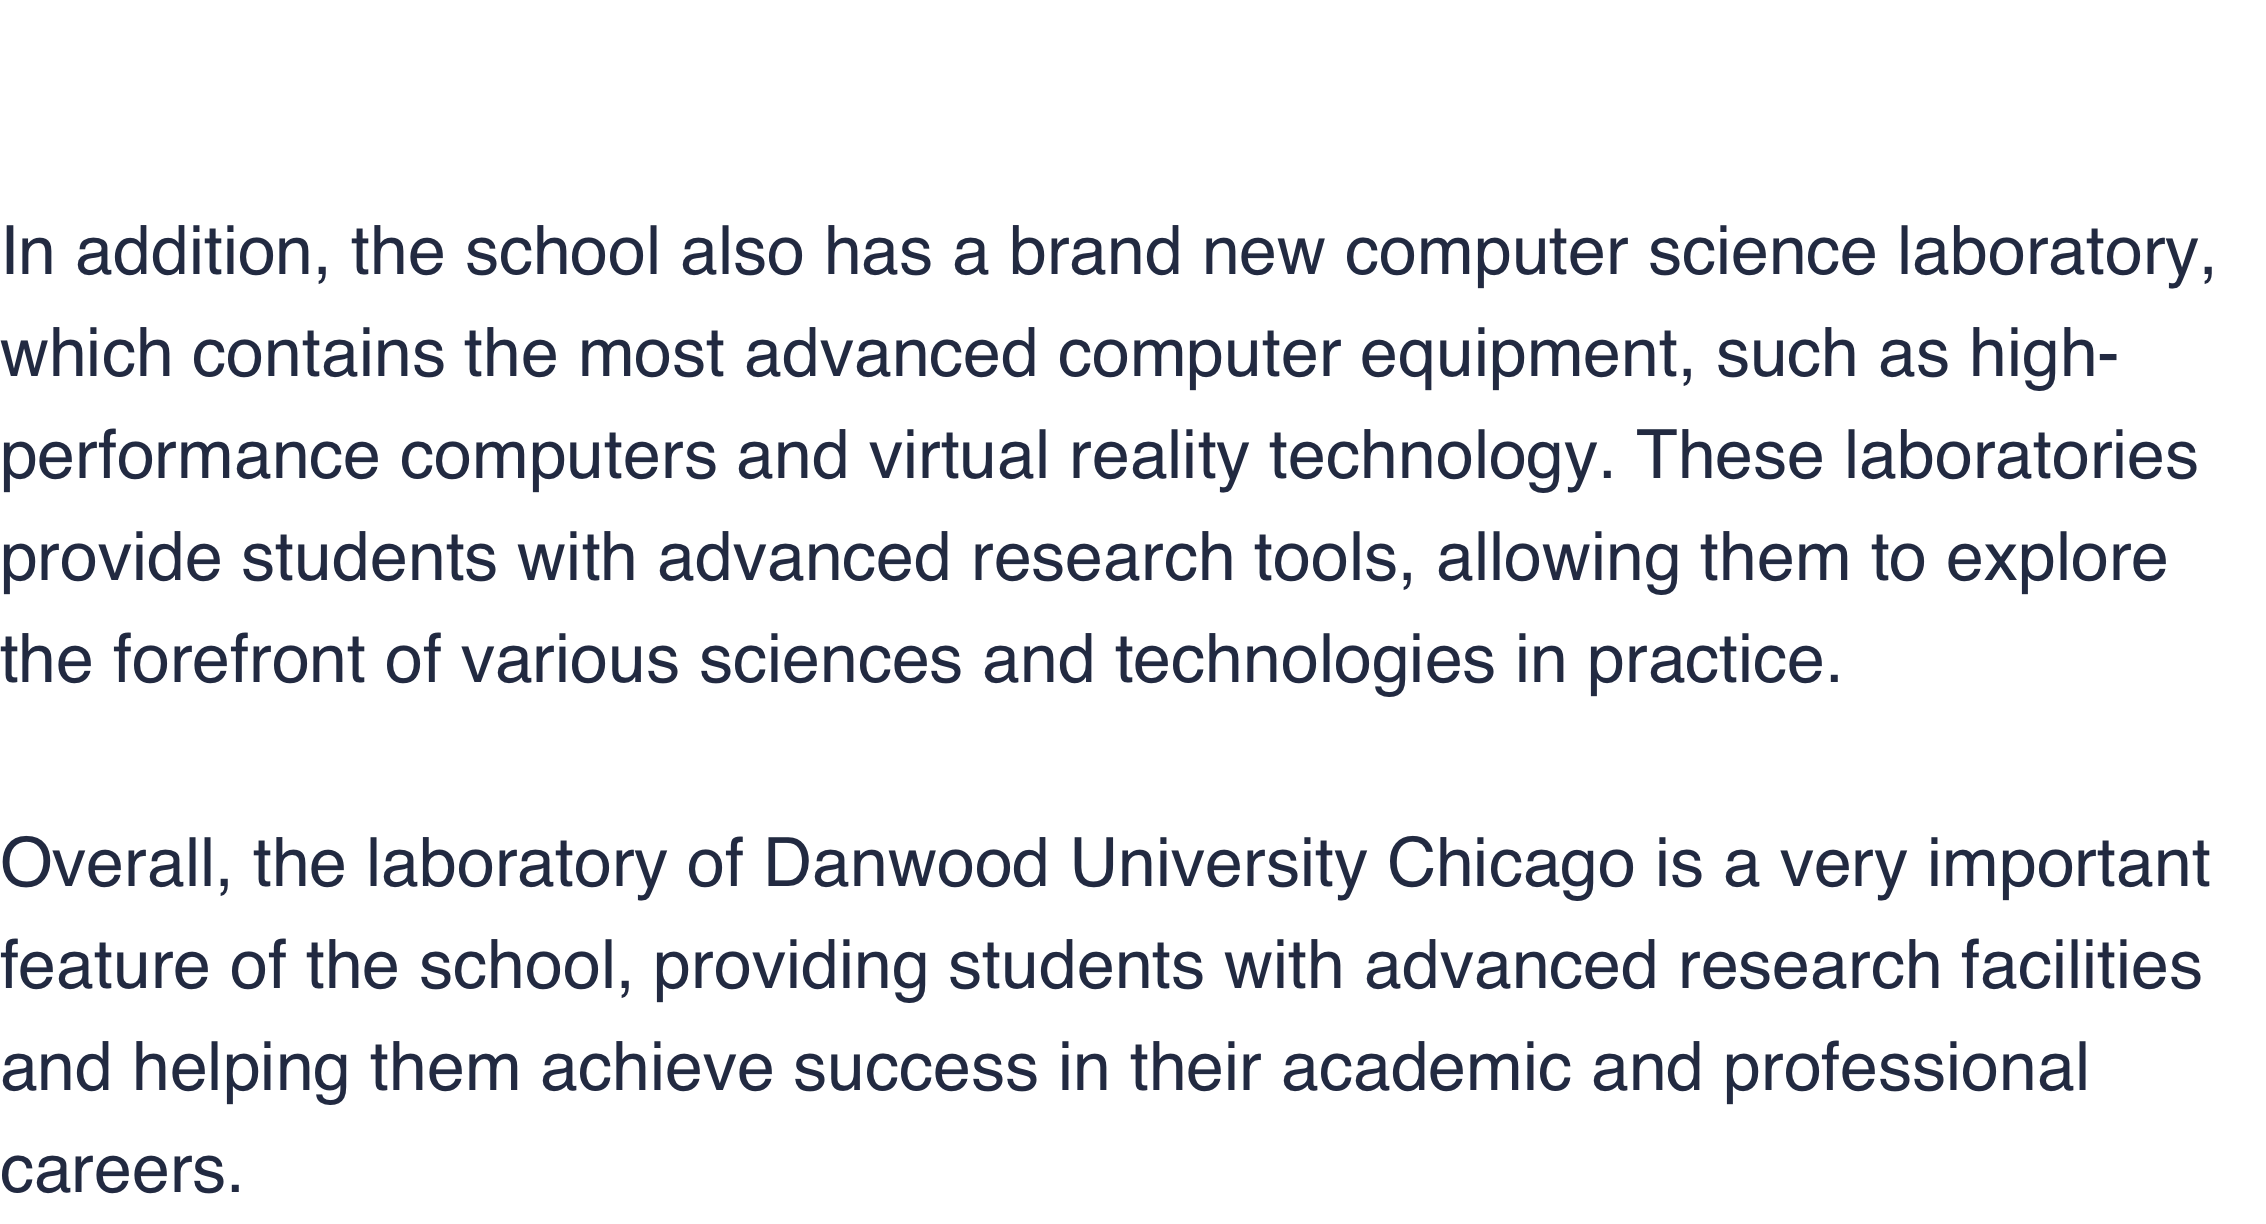 In addition, the school also has a brand new computer science laboratory,
which contains the most advanced computer equipment, such as high-
performance computers and virtual reality technology. These laboratories
provide students with advanced research tools, allowing them to explore
the forefront of various sciences and technologies in practice.
Overall, the laboratory of Danwood University Chicago is a very important
feature of the school, providing students with advanced research facilities
and helping them achieve success in their academic and professional
careers.